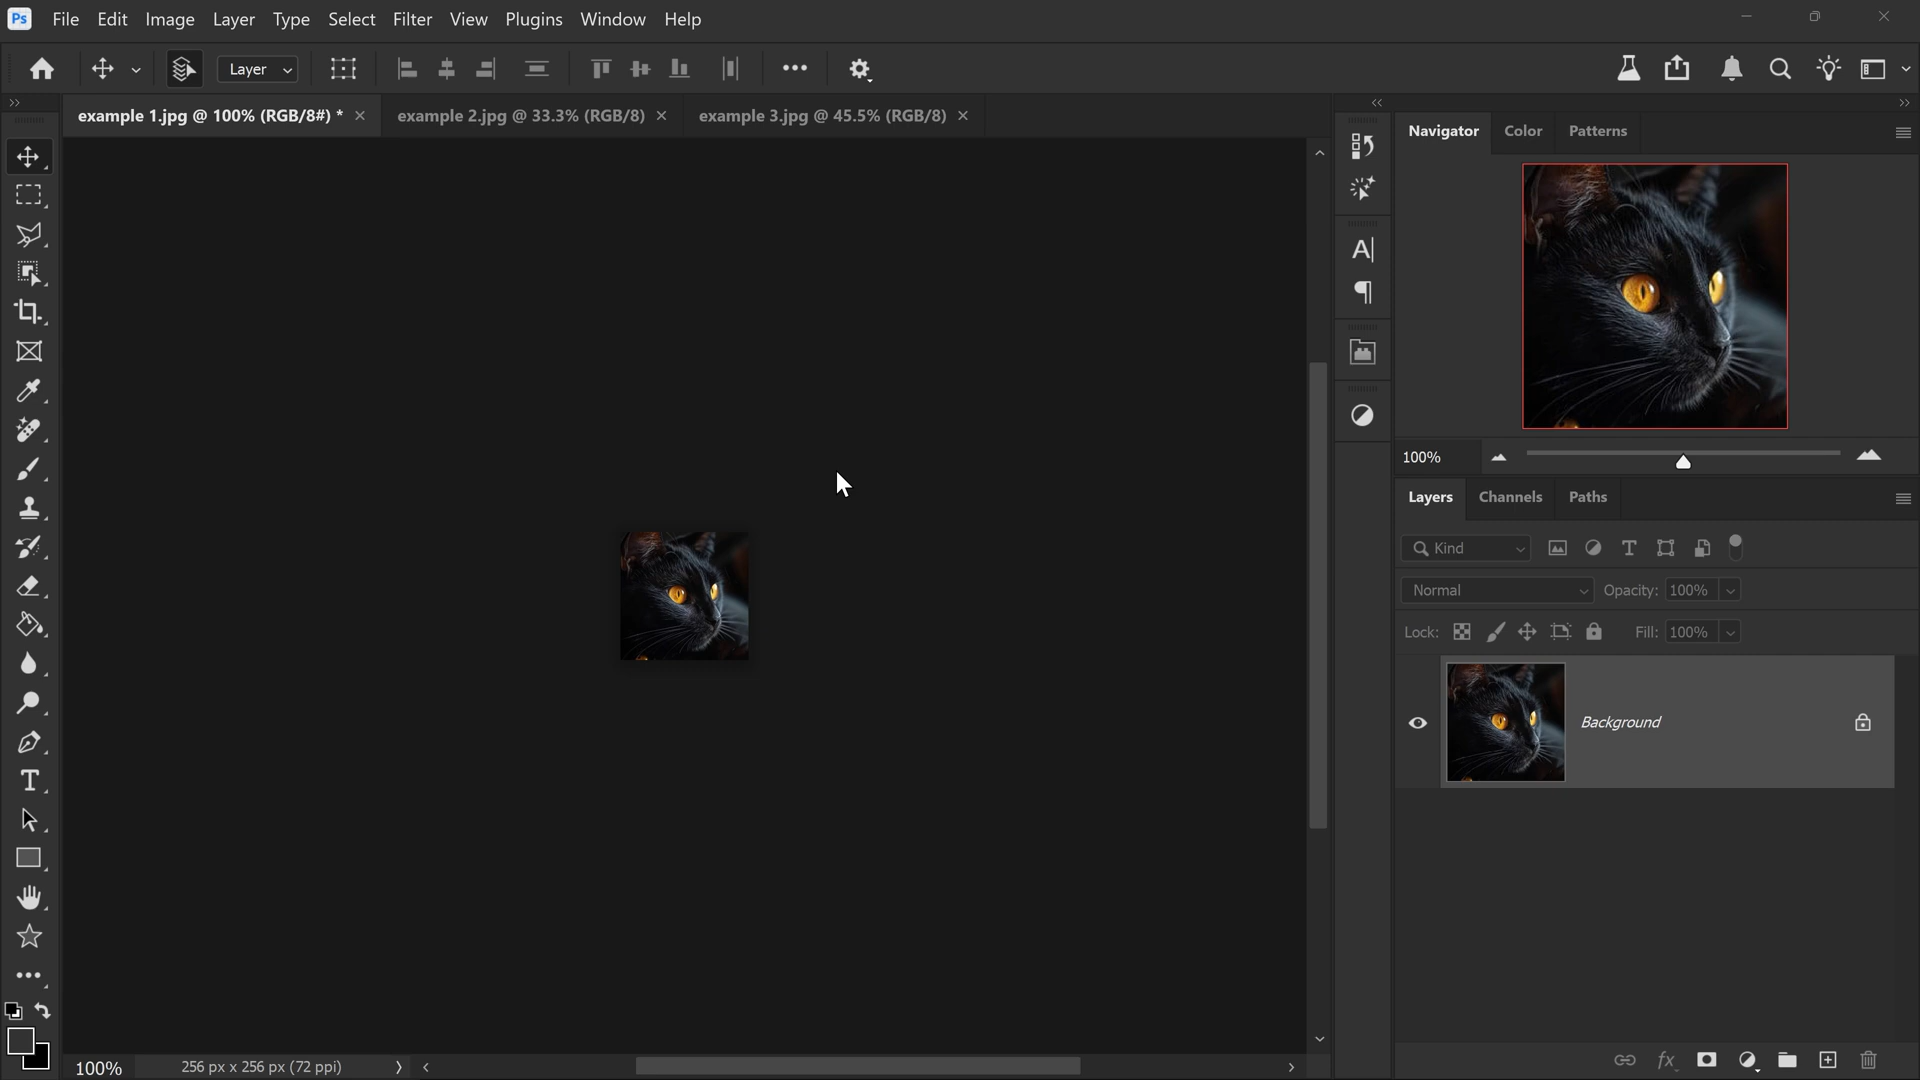 Ps File Edit Image Layer Type Select Filter View Plugins Window Help
Layer
example 1.jpg @ 100% (RGB/8#) * example 2.jpg @ 33.3% (RGB/8) example 3.jpg @ 45.5% (RGB/8)
Navigator Color Patterns
100%
Layers Channels Paths
Kind
Normal Opacity: 100%
Lock: Fill: 100%
Background
100% 256 px x 256 px (72 ppi)